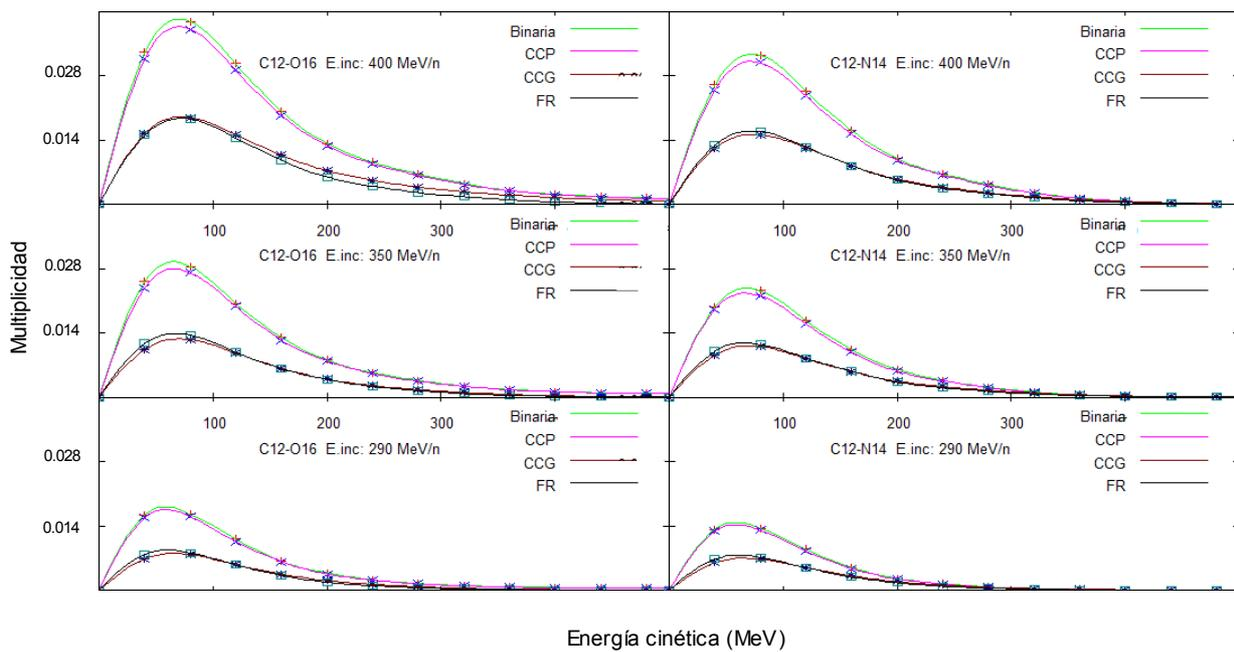 C12-O16 E.inc: 400 MeV/n
Binaria
CCP
CCG
FR
C12-N14 E.inc: 400 MeV/n
Binaria
CCP
CCG
FR
0.028
0.014
100
200
300
100
200
300
C12-O16 E.inc: 350 MeV/n
Binaria
CCP
CCG
FR
C12-N14 E.inc: 350 MeV/n
Binaria
CCP
CCG
FR
0.028
0.014
Multiplicidad
100
200
300
100
200
300
C12-O16 E.inc: 290 MeV/n
Binaria
CCP
CCG
FR
C12-N14 E.inc: 290 MeV/n
Binaria
CCP
CCG
FR
0.028
0.014
Energía cinética (MeV)